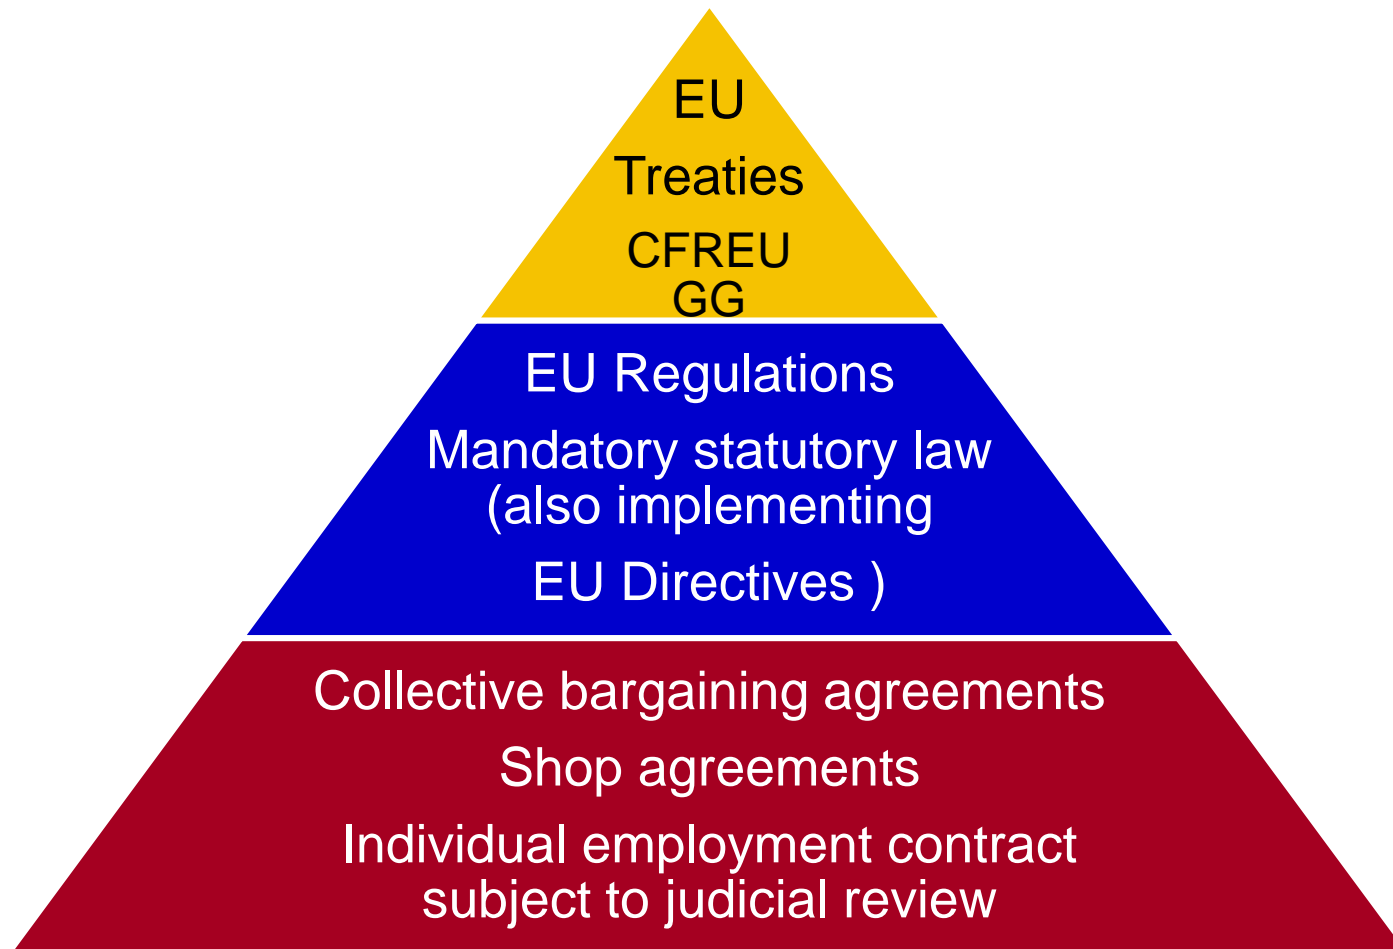 EU
Treaties
CFREU
GG
EU Regulations
Mandatory statutory law
(also implementing
EU Directives )
Collective bargaining agreements
Shop agreements
Individual employment contract
subject to judicial review